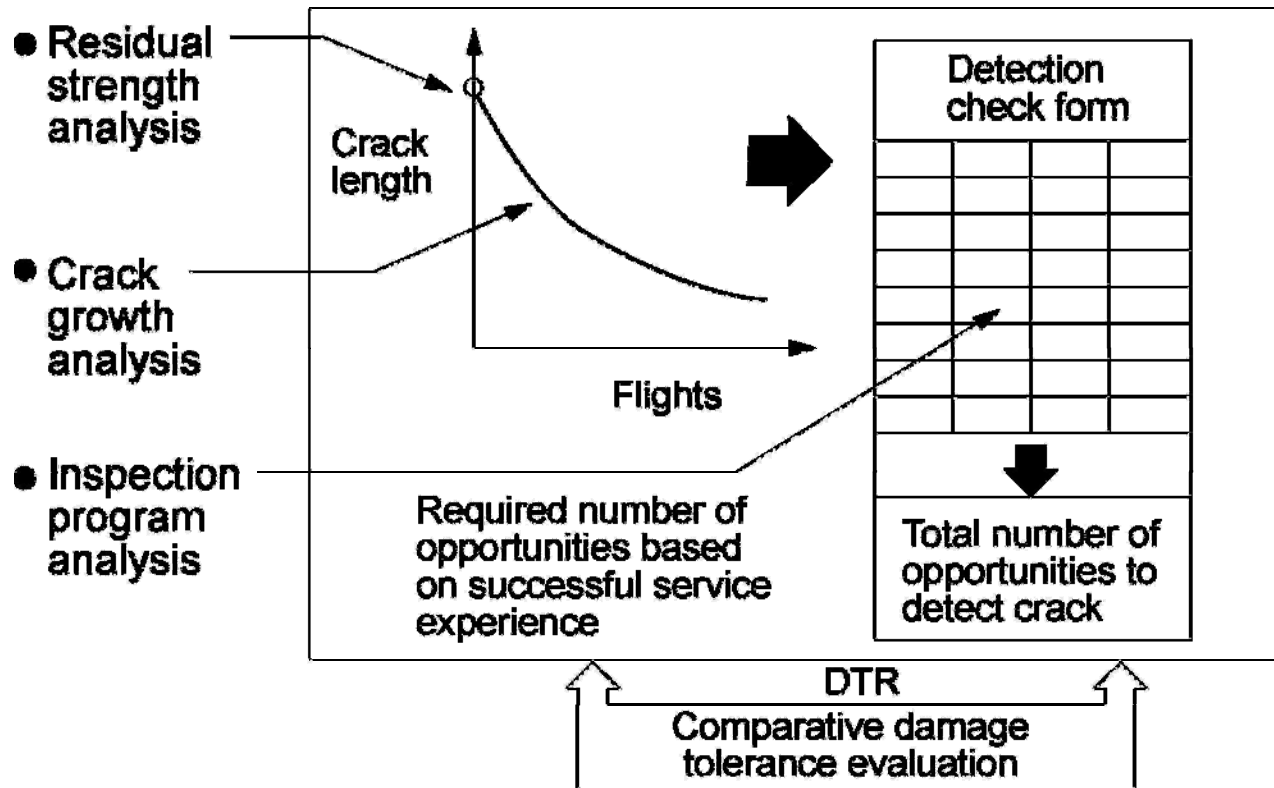 Residual
strength
analysis
Crack
growth
analysis
Inspection
program
analysis
Crack
length
Flights
Required number of
opportunities based
on successful service
experience
Detection
check form
Total number of
opportunities to
detect crack
DTR
Comparative damage
tolerance evaluation